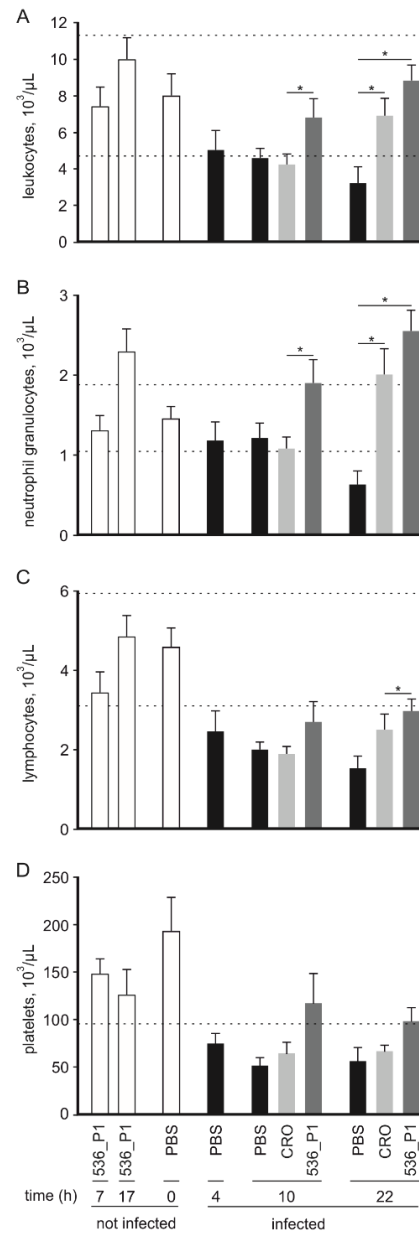 A
leukocytes, 10³/µL
12
10
8
6
4
2
0
*
*
*
B
neutrophil granulocytes, 10³/µL
3
2
1
0
*
*
*
C
lymphocytes, 10³/µL
6
4
2
0
*
D
platelets, 10³/µL
250
200
150
100
50
0
536_P1
536_P1
PBS
PBS
PBS
CRO
536_P1
PBS
CRO
536_P1
time (h) 7 17 0 4 10 22
not infected infected